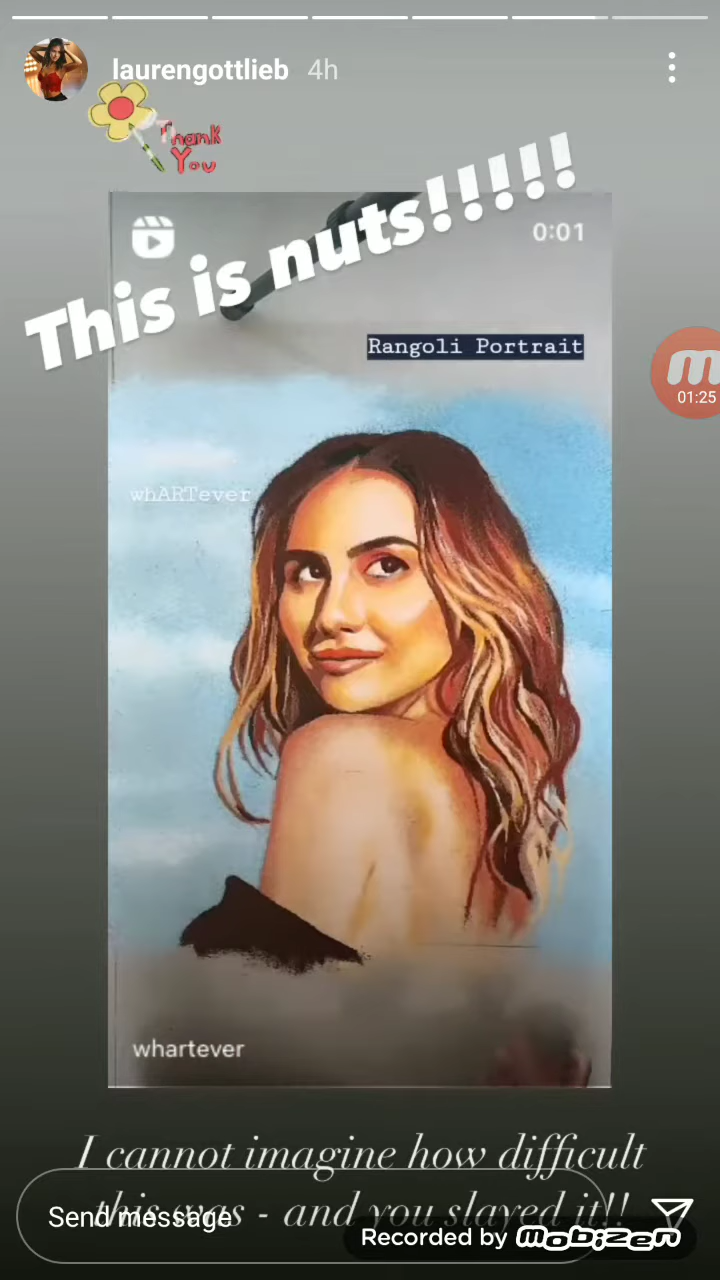 laurengottlieb 4h
Thank
You
This is nuts!!!!!
0:01
Rangoli Portrait
01:25
whARTever
whartever
I cannot imagine how difficult
this was - and you slayed it!!
Send message
Recorded by mobizen